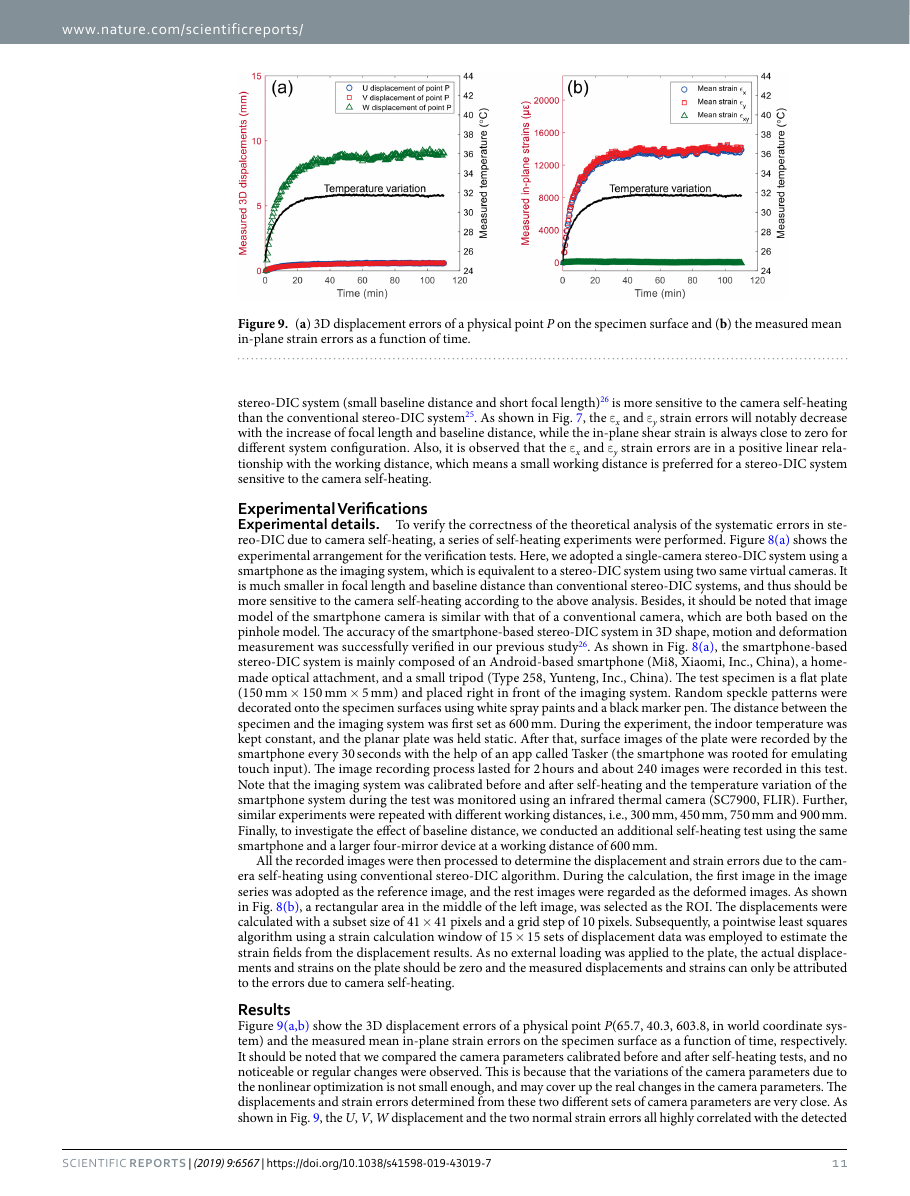 www.nature.com/scientificreports/
(a)
15
10
5
0
Measured 3D dispalcements (mm)
U displacement of point P
V displacement of point P
W displacement of point P
Temperature variation
44
42
40
38
36
34
32
30
28
26
24
Measured temperature (°C)
0 20 40 60 80 100 120
Time (min)
(b)
20000
16000
12000
8000
4000
0
Measured in-plane strains (με)
Mean strain εx
Mean strain εy
Mean strain εxy
Temperature variation
44
42
40
38
36
34
32
30
28
26
24
Measured temperature (°C)
0 20 40 60 80 100 120
Time (min)
Figure 9. (a) 3D displacement errors of a physical point P on the specimen surface and (b) the measured mean
in-plane strain errors as a function of time.
stereo-DIC system (small baseline distance and short focal length)26 is more sensitive to the camera self-heating
than the conventional stereo-DIC system25. As shown in Fig. 7, the εx and εy strain errors will notably decrease
with the increase of focal length and baseline distance, while the in-plane shear strain is always close to zero for
different system configuration. Also, it is observed that the εx and εy strain errors are in a positive linear rela-
tionship with the working distance, which means a small working distance is preferred for a stereo-DIC system
sensitive to the camera self-heating.
Experimental Verifications
Experimental details. To verify the correctness of the theoretical analysis of the systematic errors in ste-
reo-DIC due to camera self-heating, a series of self-heating experiments were performed. Figure 8(a) shows the
experimental arrangement for the verification tests. Here, we adopted a single-camera stereo-DIC system using a
smartphone as the imaging system, which is equivalent to a stereo-DIC system using two same virtual cameras. It
is much smaller in focal length and baseline distance than conventional stereo-DIC systems, and thus should be
more sensitive to the camera self-heating according to the above analysis. Besides, it should be noted that image
model of the smartphone camera is similar with that of a conventional camera, which are both based on the
pinhole model. The accuracy of the smartphone-based stereo-DIC system in 3D shape, motion and deformation
measurement was successfully verified in our previous study26. As shown in Fig. 8(a), the smartphone-based
stereo-DIC system is mainly composed of an Android-based smartphone (Mi8, Xiaomi, Inc., China), a home-
made optical attachment, and a small tripod (Type 258, Yunteng, Inc., China). The test specimen is a flat plate
(150 mm × 150 mm × 5 mm) and placed right in front of the imaging system. Random speckle patterns were
decorated onto the specimen surfaces using white spray paints and a black marker pen. The distance between the
specimen and the imaging system was first set as 600 mm. During the experiment, the indoor temperature was
kept constant, and the planar plate was held static. After that, surface images of the plate were recorded by the
smartphone every 30 seconds with the help of an app called Tasker (the smartphone was rooted for emulating
touch input). The image recording process lasted for 2 hours and about 240 images were recorded in this test.
Note that the imaging system was calibrated before and after self-heating and the temperature variation of the
smartphone system during the test was monitored using an infrared thermal camera (SC7900, FLIR). Further,
similar experiments were repeated with different working distances, i.e., 300 mm, 450 mm, 750 mm and 900 mm.
Finally, to investigate the effect of baseline distance, we conducted an additional self-heating test using the same
smartphone and a larger four-mirror device at a working distance of 600 mm.
All the recorded images were then processed to determine the displacement and strain errors due to the cam-
era self-heating using conventional stereo-DIC algorithm. During the calculation, the first image in the image
series was adopted as the reference image, and the rest images were regarded as the deformed images. As shown
in Fig. 8(b), a rectangular area in the middle of the left image, was selected as the ROI. The displacements were
calculated with a subset size of 41 × 41 pixels and a grid step of 10 pixels. Subsequently, a pointwise least squares
algorithm using a strain calculation window of 15 × 15 sets of displacement data was employed to estimate the
strain fields from the displacement results. As no external loading was applied to the plate, the actual displace-
ments and strains on the plate should be zero and the measured displacements and strains can only be attributed
to the errors due to camera self-heating.
Results
Figure 9(a,b) show the 3D displacement errors of a physical point P(65.7, 40.3, 603.8, in world coordinate sys-
tem) and the measured mean in-plane strain errors on the specimen surface as a function of time, respectively.
It should be noted that we compared the camera parameters calibrated before and after self-heating tests, and no
noticeable or regular changes were observed. This is because that the variations of the camera parameters due to
the nonlinear optimization is not small enough, and may cover up the real changes in the camera parameters. The
displacements and strain errors determined from these two different sets of camera parameters are very close. As
shown in Fig. 9, the U, V, W displacement and the two normal strain errors all highly correlated with the detected
SCIENTIFIC REPORTS | (2019) 9:6567 | https://doi.org/10.1038/s41598-019-43019-7
11